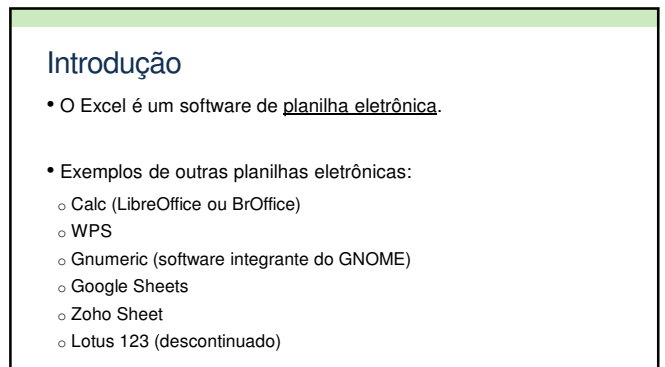 Introdução
• O Excel é um software de planilha eletrônica.
• Exemplos de outras planilhas eletrônicas:
o Calc (LibreOffice ou BrOffice)
o WPS
o Gnumeric (software integrante do GNOME)
o Google Sheets
o Zoho Sheet
o Lotus 123 (descontinuado)